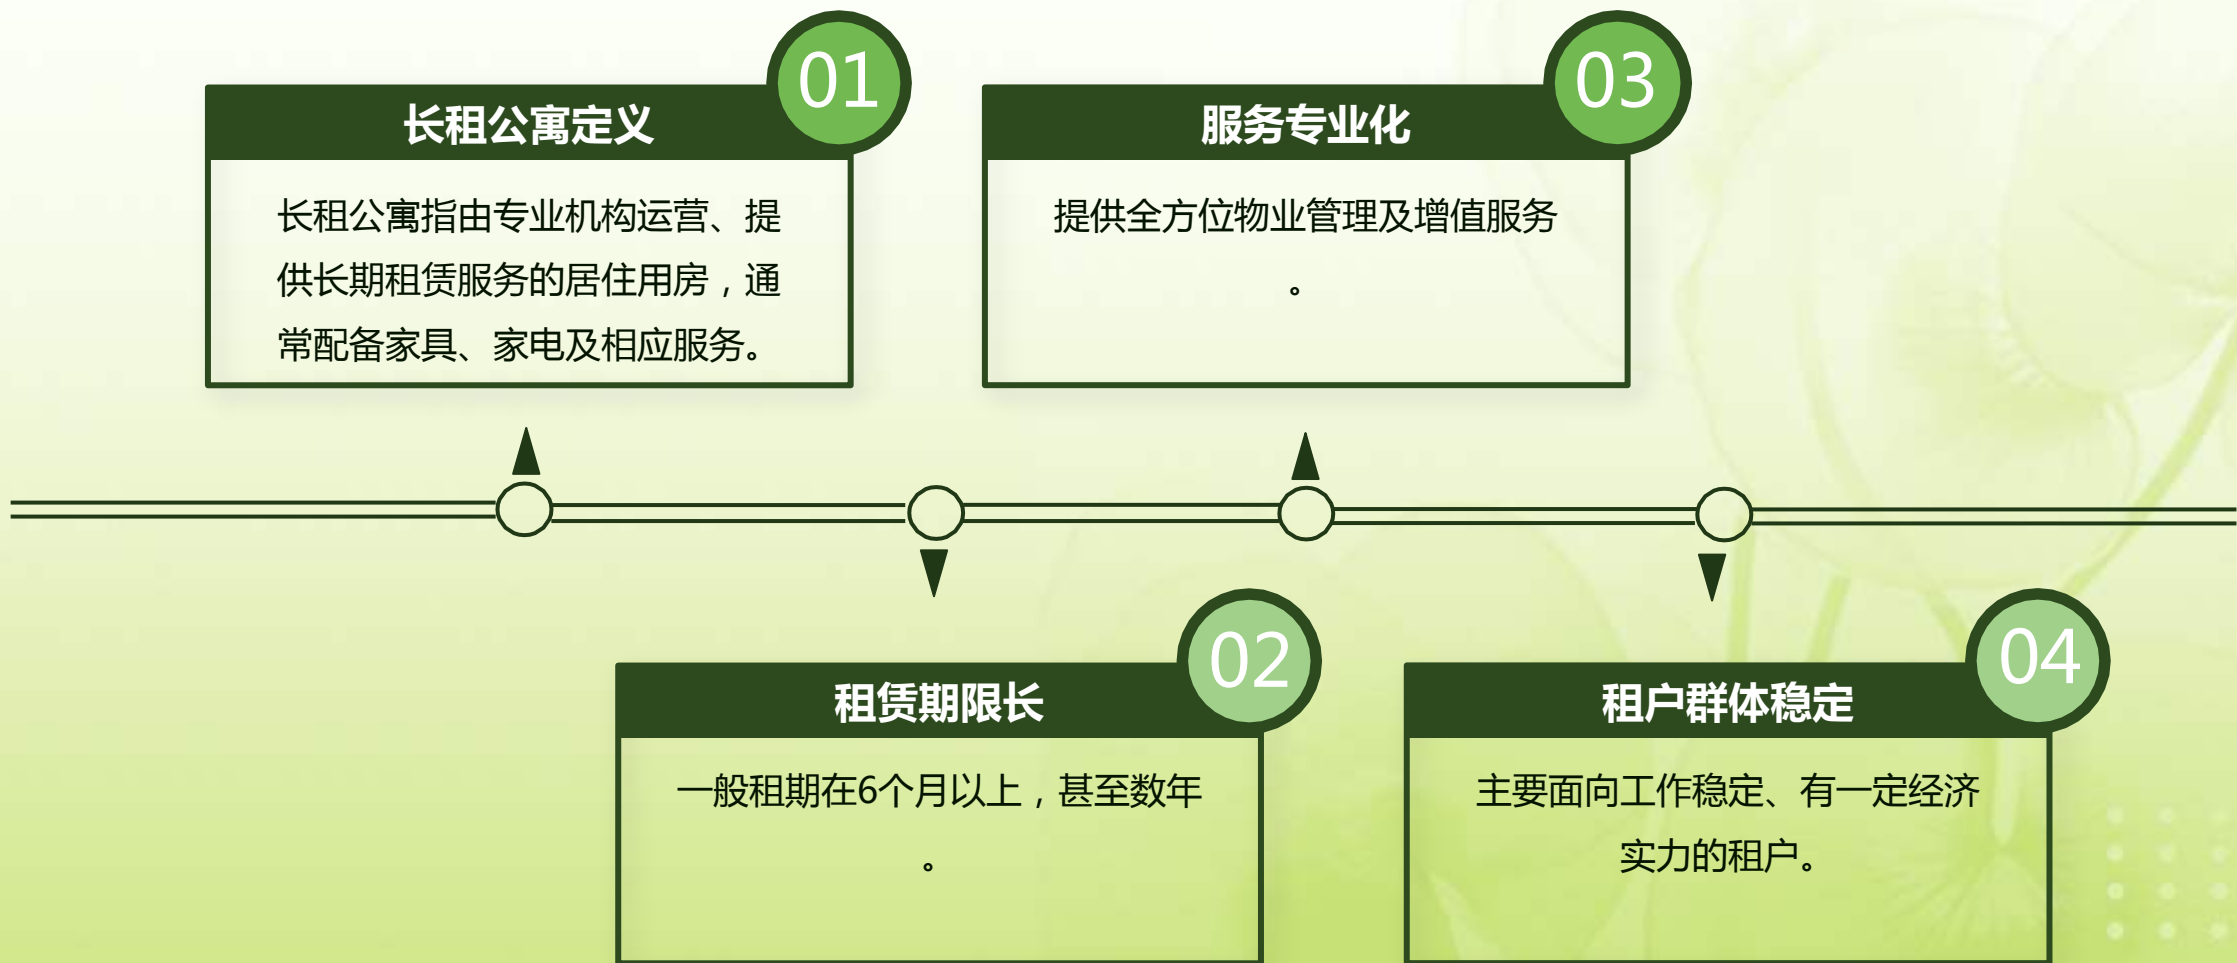 01
长租公寓定义
长租公寓指由专业机构运营、提
供长期租赁服务的居住用房，通
常配备家具、家电及相应服务。
02
租赁期限长
一般租期在6个月以上，甚至数年
。
03
服务专业化
提供全方位物业管理及增值服务
。
04
租户群体稳定
主要面向工作稳定、有一定经济
实力的租户。